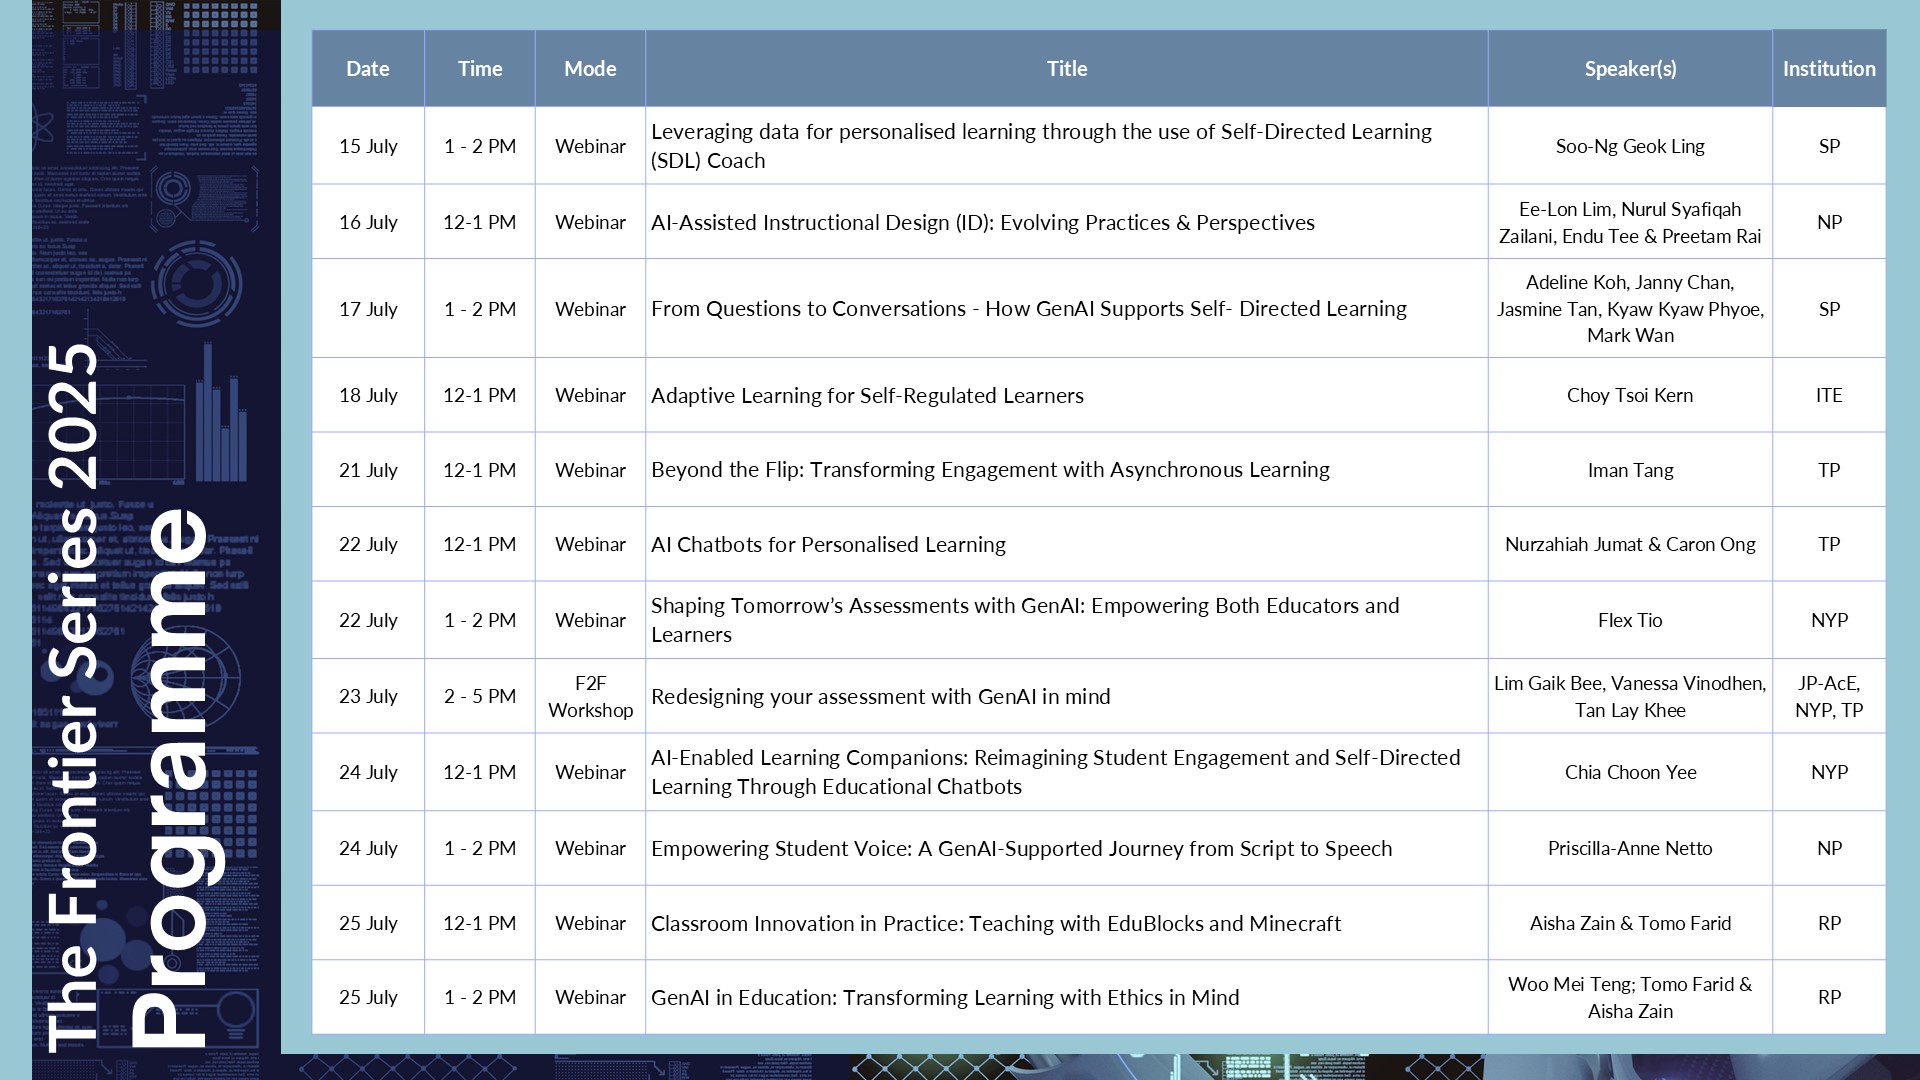 The Frontier Series 2025
Programme
Date Time Mode Title Speaker(s) Institution
15 July 1 - 2 PM Webinar Leveraging data for personalised learning through the use of Self-Directed Learning
(SDL) Coach Soo-Ng Geok Ling SP
16 July 12-1 PM Webinar AI-Assisted Instructional Design (ID): Evolving Practices & Perspectives Ee-Lon Lim, Nurul Syafiqah
Zailani, Endu Tee & Preetam Rai NP
17 July 1 - 2 PM Webinar From Questions to Conversations - How GenAI Supports Self- Directed Learning Adeline Koh, Janny Chan,
Jasmine Tan, Kyaw Kyaw Phyoe,
Mark Wan SP
18 July 12-1 PM Webinar Adaptive Learning for Self-Regulated Learners Choy Tsoi Kern ITE
21 July 12-1 PM Webinar Beyond the Flip: Transforming Engagement with Asynchronous Learning Iman Tang TP
22 July 12-1 PM Webinar AI Chatbots for Personalised Learning Nurzahiah Jumat & Caron Ong TP
22 July 1 - 2 PM Webinar Shaping Tomorrow’s Assessments with GenAI: Empowering Both Educators and
Learners Flex Tio NYP
23 July 2 - 5 PM F2F
Workshop Redesigning your assessment with GenAI in mind Lim Gaik Bee, Vanessa Vinodhen,
Tan Lay Khee JP-AcE,
NYP, TP
24 July 12-1 PM Webinar AI-Enabled Learning Companions: Reimagining Student Engagement and Self-Directed
Learning Through Educational Chatbots Chia Choon Yee NYP
24 July 1 - 2 PM Webinar Empowering Student Voice: A GenAI-Supported Journey from Script to Speech Priscilla-Anne Netto NP
25 July 12-1 PM Webinar Classroom Innovation in Practice: Teaching with EduBlocks and Minecraft Aisha Zain & Tomo Farid RP
25 July 1 - 2 PM Webinar GenAI in Education: Transforming Learning with Ethics in Mind Woo Mei Teng; Tomo Farid &
Aisha Zain RP